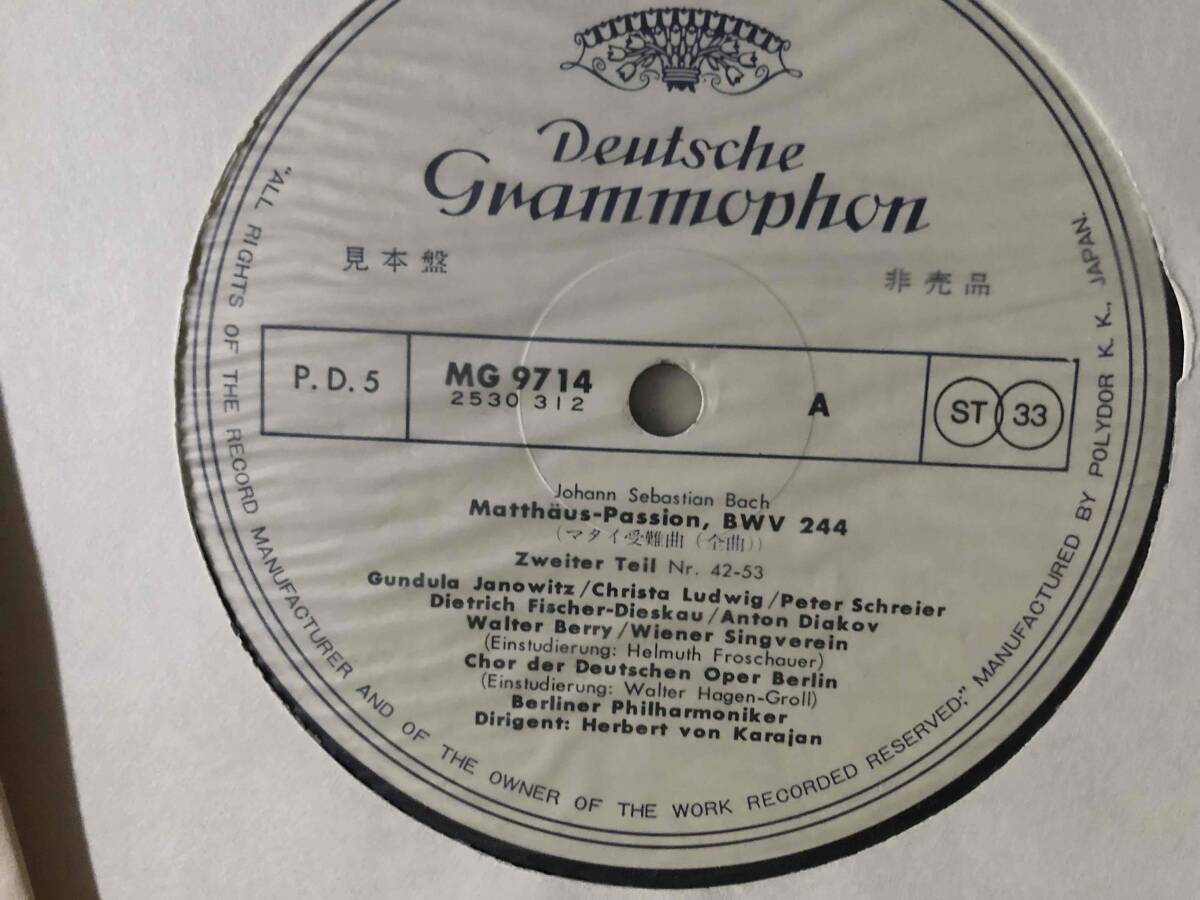 Deutsche
Grammophon
見本盤
非売品
P.D.5
MG 9714
2530 312
A
ST 33
Johann Sebastian Bach
Matthäus-Passion, BWV 244
(マタイ受難曲(全曲))
Zweiter Teil Nr. 42-53
Gundula Janowitz/Christa Ludwig/Peter Schreier
Dietrich Fischer-Dieskau/Anton Diakov
Walter Berry/Wiener Singverein
(Einstudierung: Helmuth Froschauer)
Chor der Deutschen Oper Berlin
(Einstudierung: Walter Hagen-Groll)
Berliner Philharmoniker
Dirigent: Herbert von Karajan
"ALL RIGHTS OF THE RECORD MANUFACTURER AND OF THE OWNER OF THE WORK RECORDED RESERVED;" MANUFACTURED BY POLYDOR K. K., JAPAN.